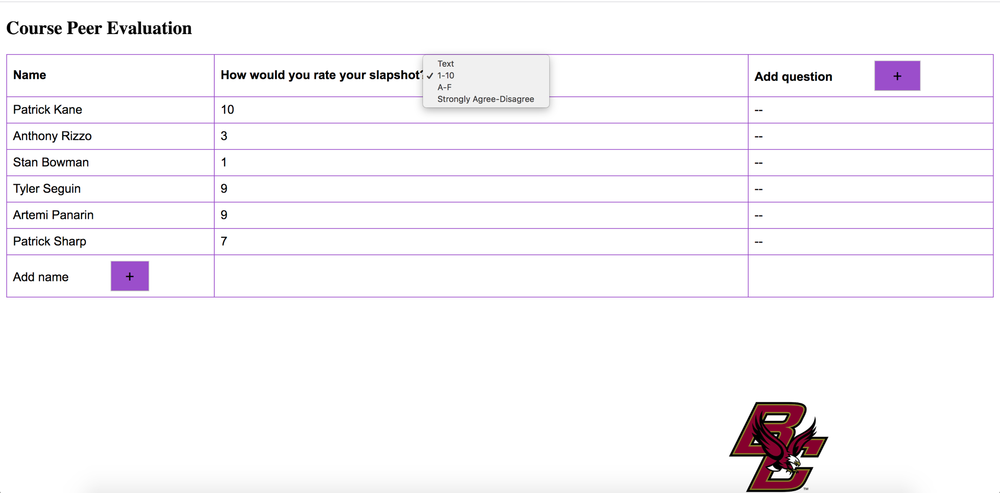 Course Peer Evaluation
Name
How would you rate your slapshot?
Text
✓ 1-10
A-F
Strongly Agree-Disagree
Add question +
Patrick Kane 10 --
Anthony Rizzo 3 --
Stan Bowman 1 --
Tyler Seguin 9 --
Artemi Panarin 9 --
Patrick Sharp 7 --
Add name +
BC
TM